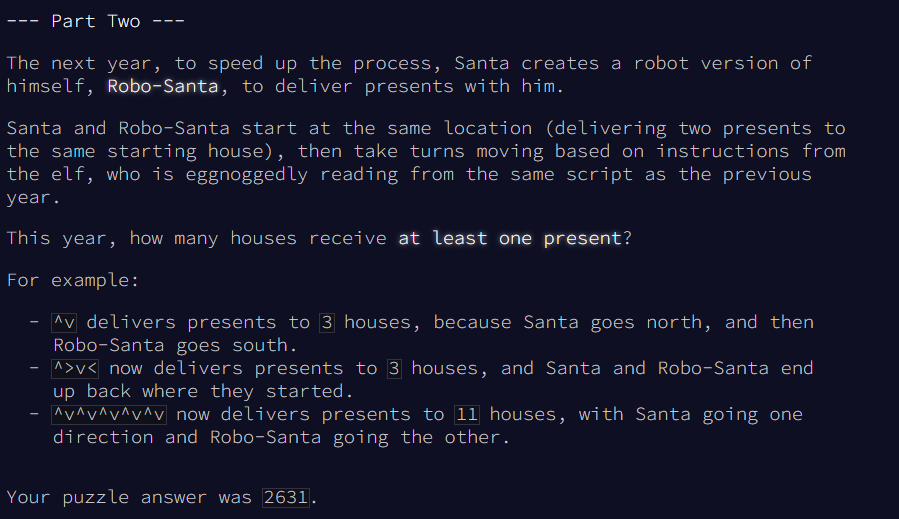 --- Part Two ---
The next year, to speed up the process, Santa creates a robot version of
himself, Robo-Santa, to deliver presents with him.
Santa and Robo-Santa start at the same location (delivering two presents to
the same starting house), then take turns moving based on instructions from
the elf, who is eggnoggedly reading from the same script as the previous
year.
This year, how many houses receive at least one present?
For example:
- ^v delivers presents to 3 houses, because Santa goes north, and then
Robo-Santa goes south.
- ^>v< now delivers presents to 3 houses, and Santa and Robo-Santa end
up back where they started.
- ^v^v^v^v^v now delivers presents to 11 houses, with Santa going one
direction and Robo-Santa going the other.
Your puzzle answer was 2631.